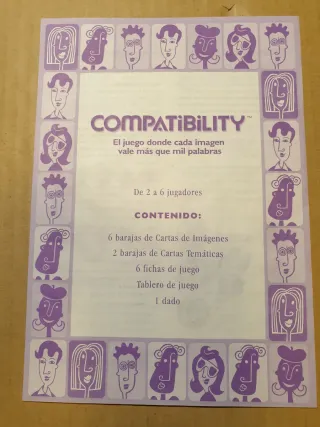 COMPATiBiLiTY™
El juego donde cada imagen
vale más que mil palabras
De 2 a 6 jugadores
CONTENIDO:
6 barajas de Cartas de Imágenes
2 barajas de Cartas Temáticas
6 fichas de juego
Tablero de juego
1 dado